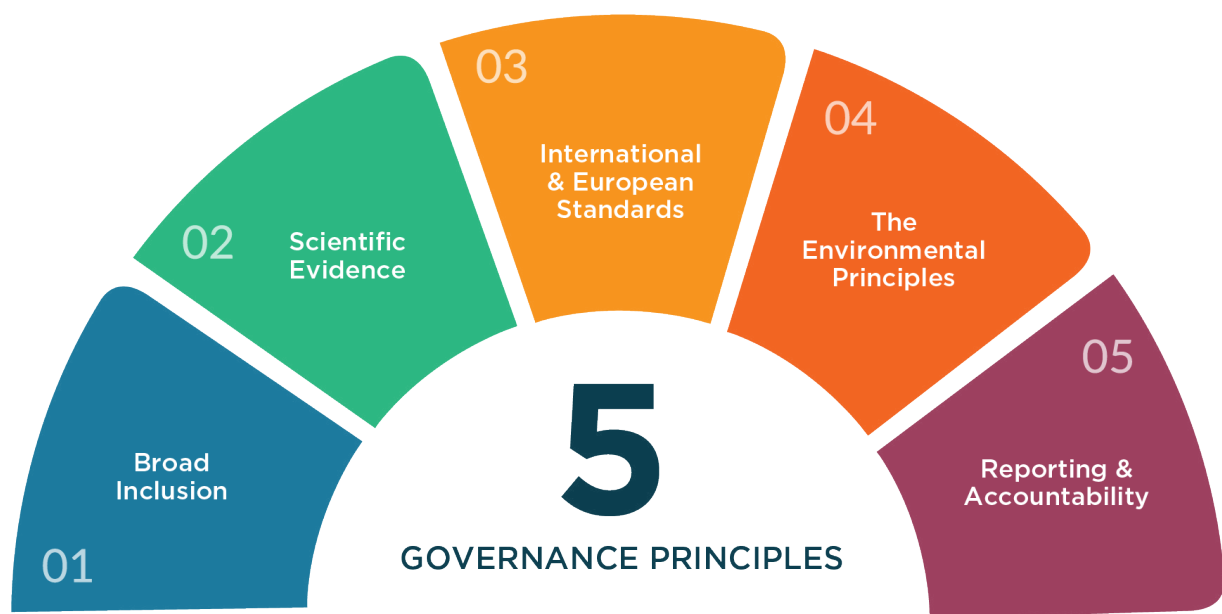 01
Broad
Inclusion
02
Scientific
Evidence
03
International
& European
Standards
04
The
Environmental
Principles
05
Reporting &
Accountability
5
GOVERNANCE PRINCIPLES